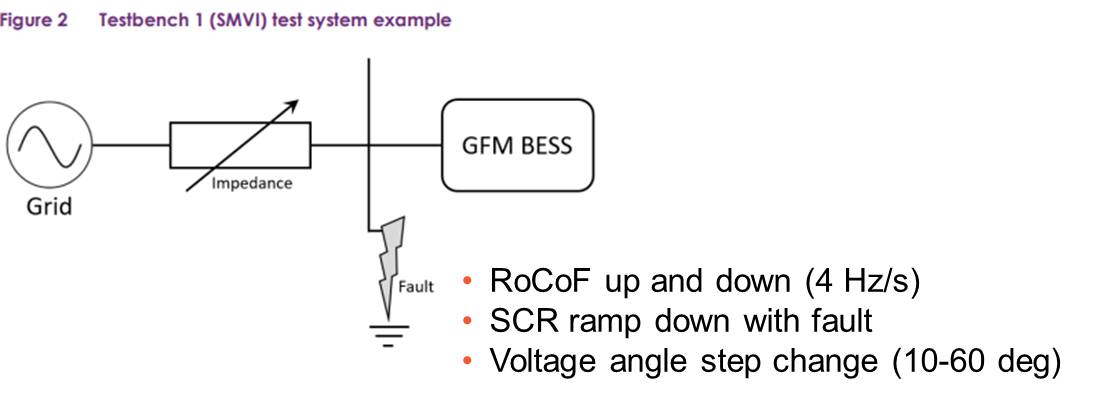 Figure 2 Testbench 1 (SMVI) test system example
GFM BESS
Impedance
Grid
Fault
• RoCoF up and down (4 Hz/s)
• SCR ramp down with fault
• Voltage angle step change (10-60 deg)